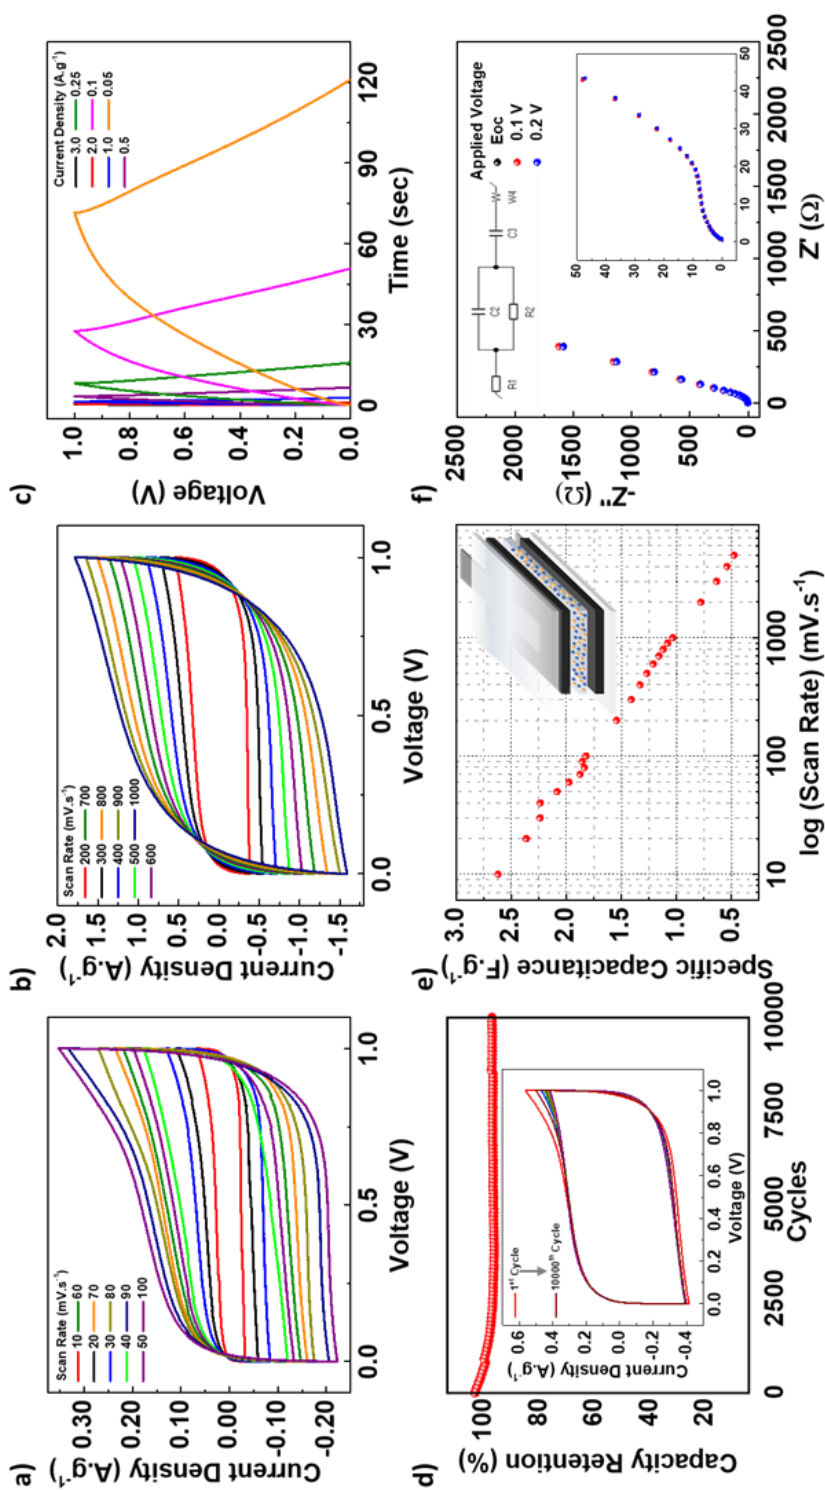 a)
Current Density (A.g-1)
0.30
0.20
0.10
0.00
-0.10
-0.20
Scan Rate (mV.s-1)
10 60
20 70
30 80
40 90
50 100
0.0 0.5 1.0
Voltage (V)
b)
Current Density (A.g-1)
2.0
1.5
1.0
0.5
0.0
-0.5
-1.0
-1.5
Scan Rate (mV.s-1)
200 700
300 800
400 900
500 1000
600
0.0 0.5 1.0
Voltage (V)
c)
Voltage (V)
1.0
0.8
0.6
0.4
0.2
0.0
Current Density (A.g-1)
3.0 0.25
2.0 0.1
1.0 0.05
0.5
0 30 60 90 120
Time (sec)
d)
Capacity Retention (%)
100
80
60
40
20
1st Cycle
10000th Cycle
Current Density (A.g-1)
0.6
0.4
0.2
0.0
-0.2
-0.4
0.0 0.2 0.4 0.6 0.8 1.0
Voltage (V)
0 2500 5000 7500 10000
Cycles
e)
Specific Capacitance (F.g-1)
3.0
2.5
2.0
1.5
1.0
0.5
10 100 1000
log (Scan Rate) (mV.s-1)
f)
-Z'' (Ω)
2500
2000
1500
1000
500
0
R1
C2
R2
C3
W
W4
Applied Voltage
Eoc
0.1 V
0.2 V
50
40
30
20
10
0
0 10 20 30 40 50
0 500 1000 1500 2000 2500
Z' (Ω)